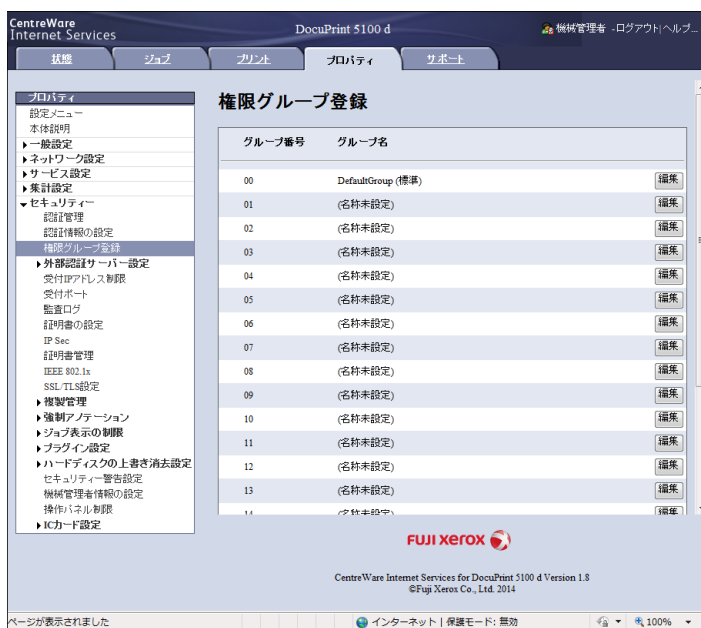 CentreWare
Internet Services
DocuPrint 5100 d
機械管理者 -ログアウト|ヘルプ...
状態
ジョブ
プリント
プロパティ
サポート
プロパティ
設定メニュー
本体説明
一般設定
ネットワーク設定
サービス設定
集計設定
セキュリティー
認証管理
認証情報の設定
権限グループ登録
外部認証サーバー設定
受付IPアドレス制限
受付ポート
監査ログ
証明書の設定
IP Sec
証明書管理
IEEE 802.1x
SSL/TLS設定
複製管理
強制アノテーション
ジョブ表示の制限
プラグイン設定
ハードディスクの上書き消去設定
セキュリティー警告設定
機械管理者情報の設定
操作パネル制限
ICカード設定
権限グループ登録
グループ番号 グループ名
00 DefaultGroup (標準) 編集
01 (名称未設定) 編集
02 (名称未設定) 編集
03 (名称未設定) 編集
04 (名称未設定) 編集
05 (名称未設定) 編集
06 (名称未設定) 編集
07 (名称未設定) 編集
08 (名称未設定) 編集
09 (名称未設定) 編集
10 (名称未設定) 編集
11 (名称未設定) 編集
12 (名称未設定) 編集
13 (名称未設定) 編集
14 (名称未設定) 編集
FUJI XEROX
CentreWare Internet Services for DocuPrint 5100 d Version 1.8
©Fuji Xerox Co., Ltd. 2014
ページが表示されました
インターネット | 保護モード: 無効
100%